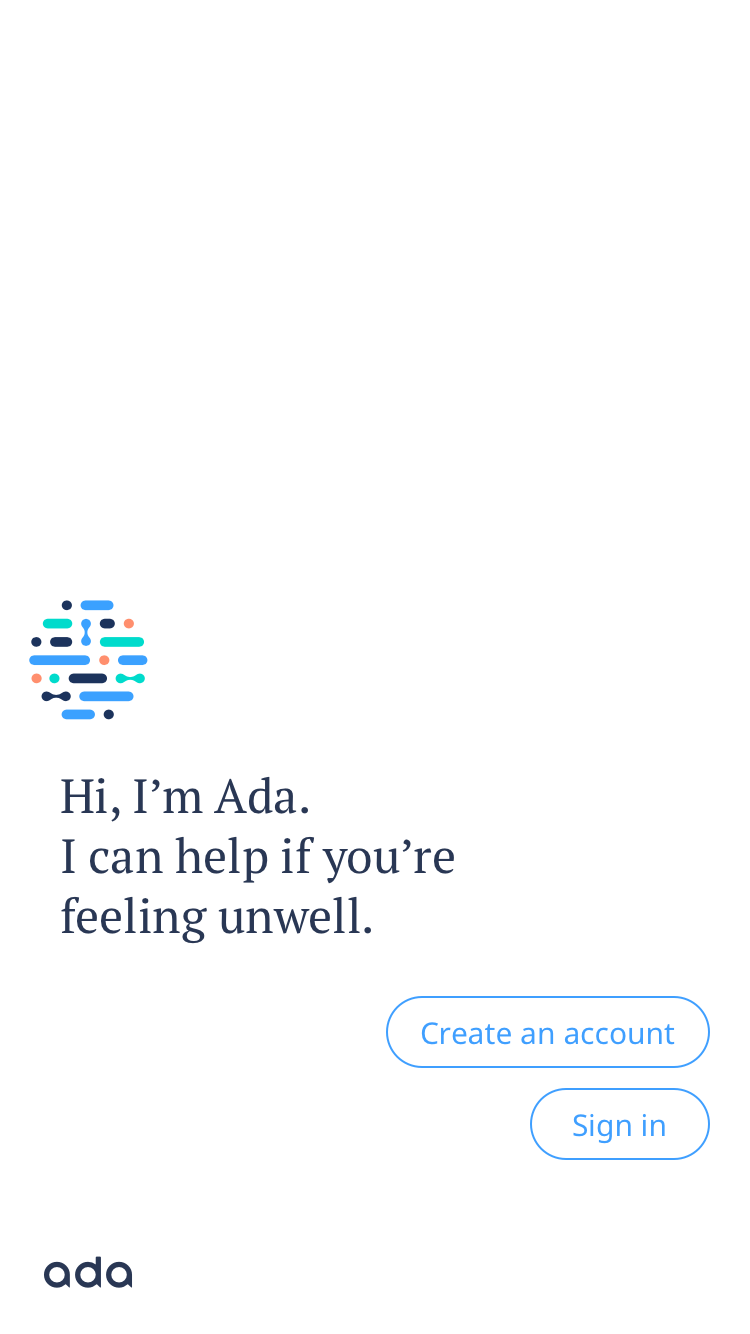 Hi, I’m Ada.
I can help if you’re
feeling unwell.
Create an account
Sign in
ada